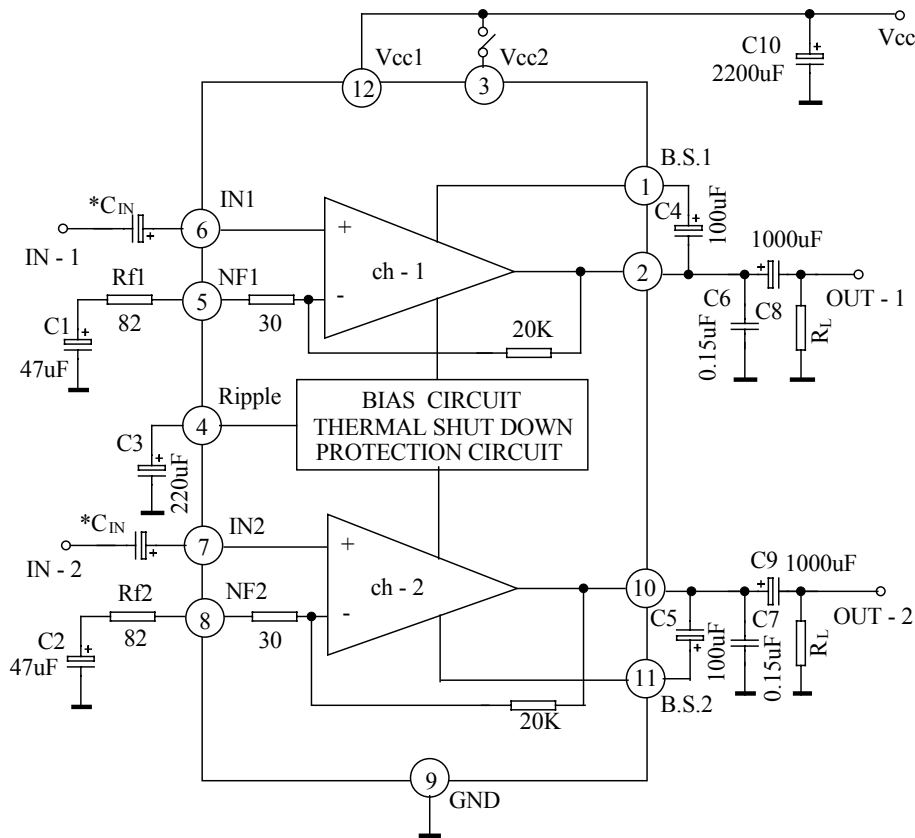 Vcc1
Vcc2
Vcc
12
3
C10
+
2200uF
B.S.1
1
*CIN
IN1
C4
+
100uF
+
6
+
IN - 1
1000uF
ch - 1
2
+
Rf1
NF1
5
-
OUT - 1
C1
+
82
30
20K
C6
C8
47uF
0.15uF
RL
Ripple
4
BIAS CIRCUIT
THERMAL SHUT DOWN
PROTECTION CIRCUIT
C3
+
220uF
*CIN
IN2
+
7
+
IN - 2
C9
1000uF
ch - 2
10
+
Rf2
NF2
8
-
C5
C7
OUT - 2
C2
+
82
30
+
100uF
0.15uF
RL
47uF
11
20K
B.S.2
9
GND